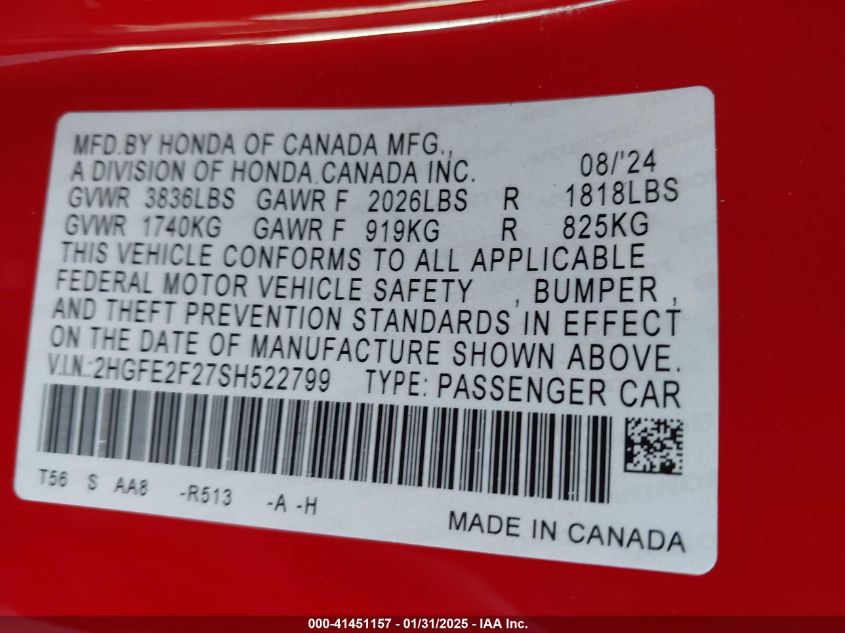 MFD.BY HONDA OF CANADA MFG.,
A DIVISION OF HONDA CANADA INC. 08/'24
GVWR 3836LBS GAWR F 2026LBS R 1818LBS
GVWR 1740KG GAWR F 919KG R 825KG
THIS VEHICLE CONFORMS TO ALL APPLICABLE
FEDERAL MOTOR VEHICLE SAFETY , BUMPER ,
AND THEFT PREVENTION STANDARDS IN EFFECT
ON THE DATE OF MANUFACTURE SHOWN ABOVE.
V.I.N.:2HGFE2F27SH522799 TYPE: PASSENGER CAR
T56 S AA8 -R513 -A -H
MADE IN CANADA
000-41451157 - 01/31/2025 - IAA Inc.